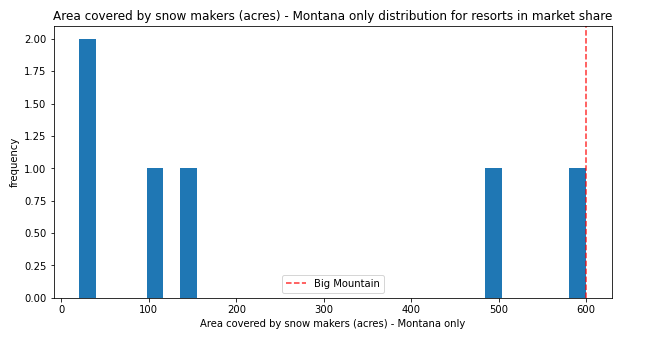 Area covered by snow makers (acres) - Montana only distribution for resorts in market share
2.00
1.75
1.50
1.25
1.00
0.75
0.50
0.25
0.00
frequency
Big Mountain
0 100 200 300 400 500 600
Area covered by snow makers (acres) - Montana only